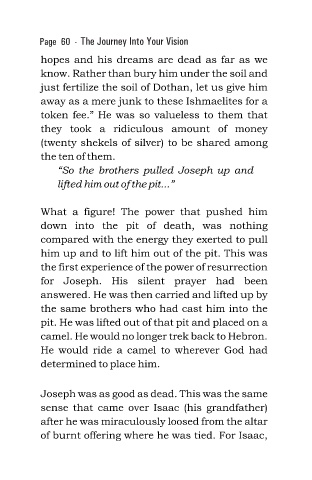 Page 60 - The Journey Into Your Vision
hopes and his dreams are dead as far as we
know. Rather than bury him under the soil and
just fertilize the soil of Dothan, let us give him
away as a mere junk to these Ishmaelites for a
token fee.” He was so valueless to them that
they took a ridiculous amount of money
(twenty shekels of silver) to be shared among
the ten of them.
“So the brothers pulled Joseph up and
lifted him out of the pit...”
What a figure! The power that pushed him
down into the pit of death, was nothing
compared with the energy they exerted to pull
him up and to lift him out of the pit. This was
the first experience of the power of resurrection
for Joseph. His silent prayer had been
answered. He was then carried and lifted up by
the same brothers who had cast him into the
pit. He was lifted out of that pit and placed on a
camel. He would no longer trek back to Hebron.
He would ride a camel to wherever God had
determined to place him.
Joseph was as good as dead. This was the same
sense that came over Isaac (his grandfather)
after he was miraculously loosed from the altar
of burnt offering where he was tied. For Isaac,